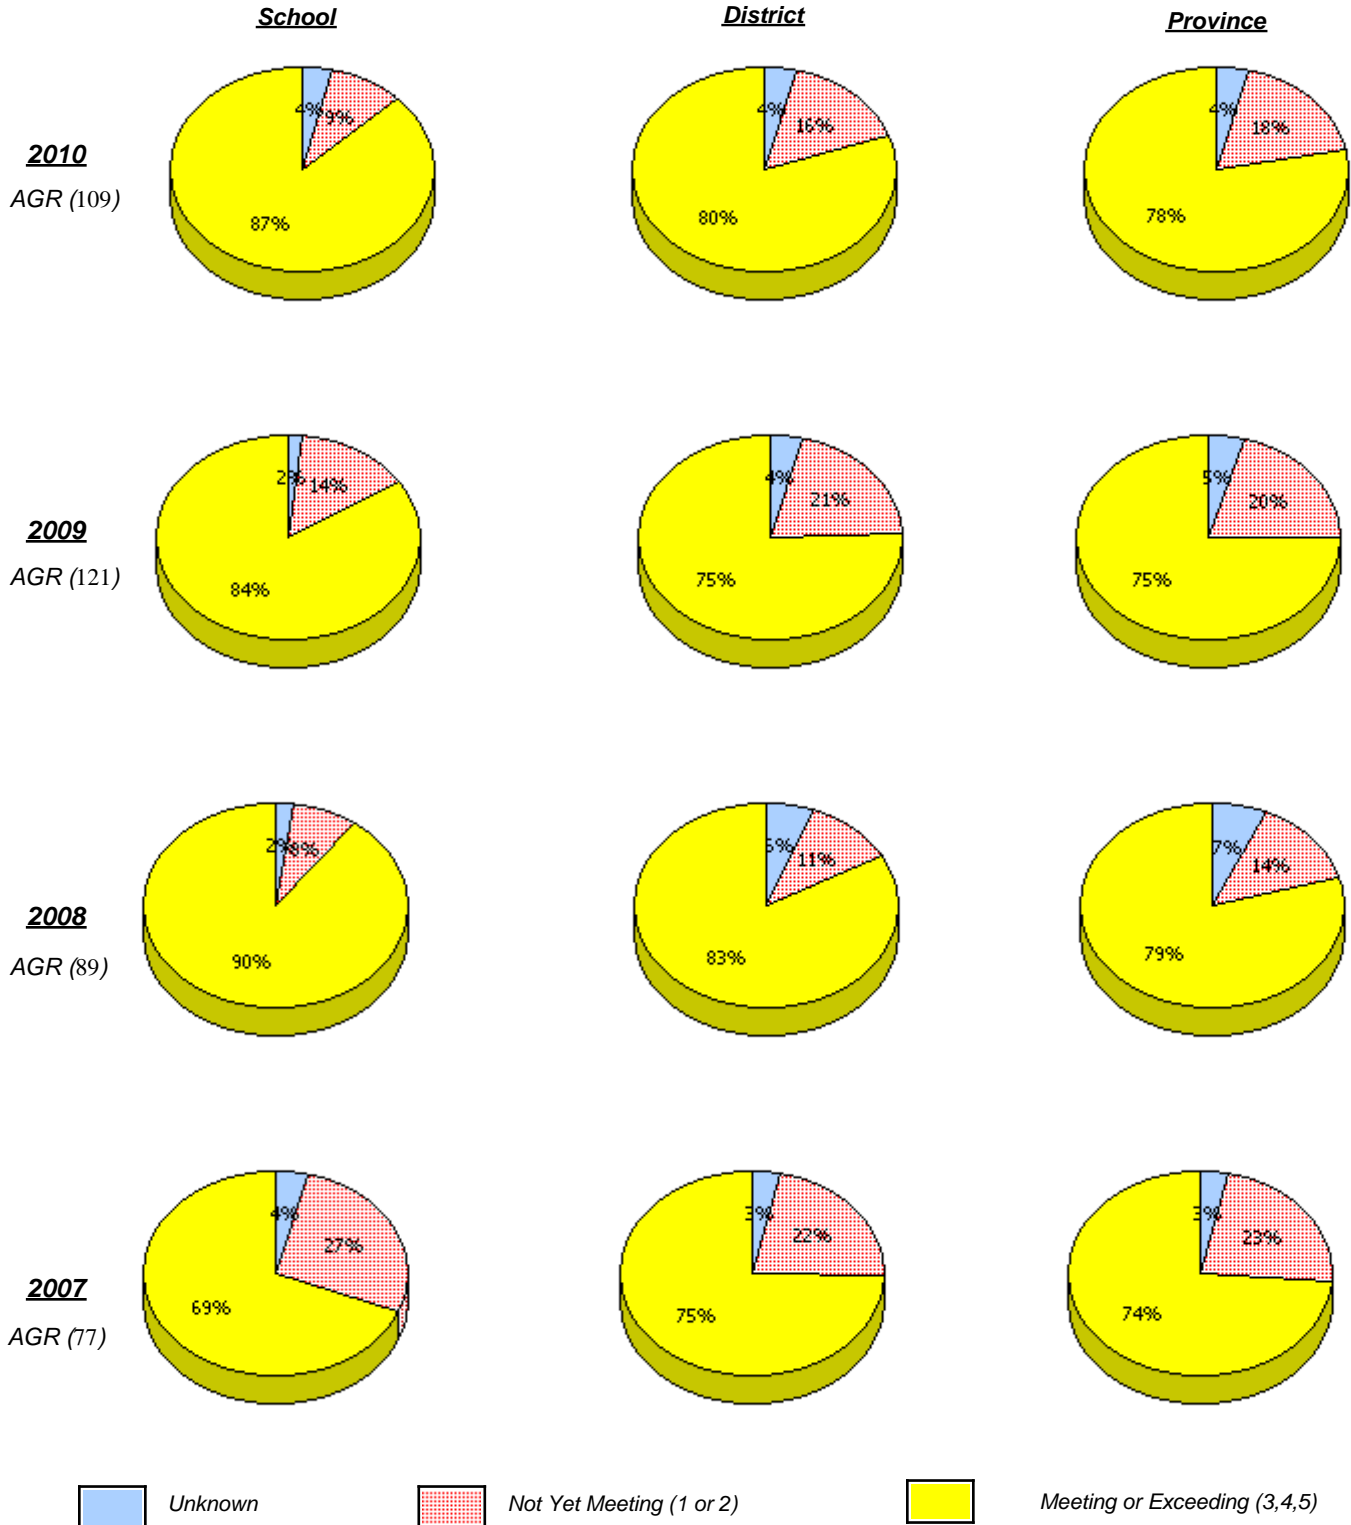 School District Province
4% 9% 87%
4% 16% 80%
4% 18% 78%
2010
AGR (109)
2% 14% 84%
4% 21% 75%
5% 20% 75%
2009
AGR (121)
2% 8% 90%
11% 83%
7% 14% 79%
2008
AGR (89)
4% 27% 69%
3% 22% 75%
3% 23% 74%
2007
AGR (77)
Unknown Not Yet Meeting (1 or 2) Meeting or Exceeding (3,4,5)